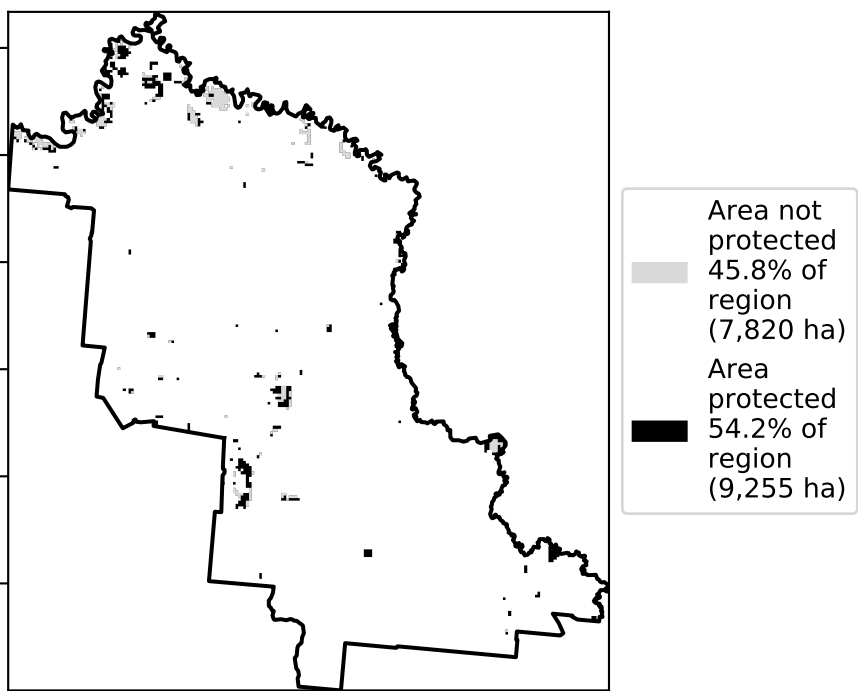 Area not
protected
45.8% of
region
(7,820 ha)
Area
protected
54.2% of
region
(9,255 ha)